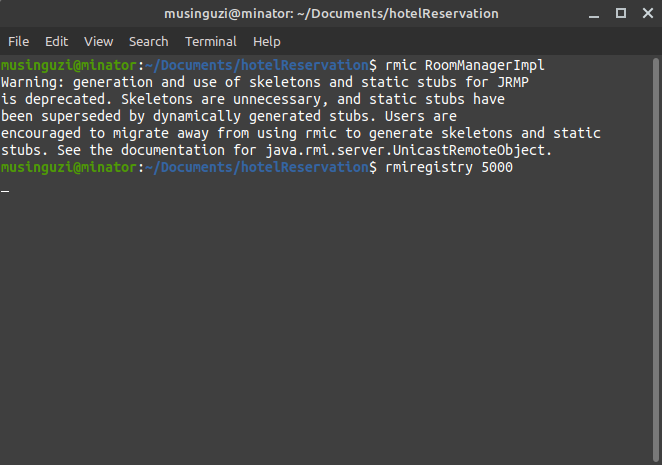 musinguzi@minator: ~/Documents/hotelReservation
File Edit View Search Terminal Help
musinguzi@minator:~/Documents/hotelReservation$ rmic RoomManagerImpl
Warning: generation and use of skeletons and static stubs for JRMP
is deprecated. Skeletons are unnecessary, and static stubs have
been superseded by dynamically generated stubs. Users are
encouraged to migrate away from using rmic to generate skeletons and static
stubs. See the documentation for java.rmi.server.UnicastRemoteObject.
musinguzi@minator:~/Documents/hotelReservation$ rmiregistry 5000